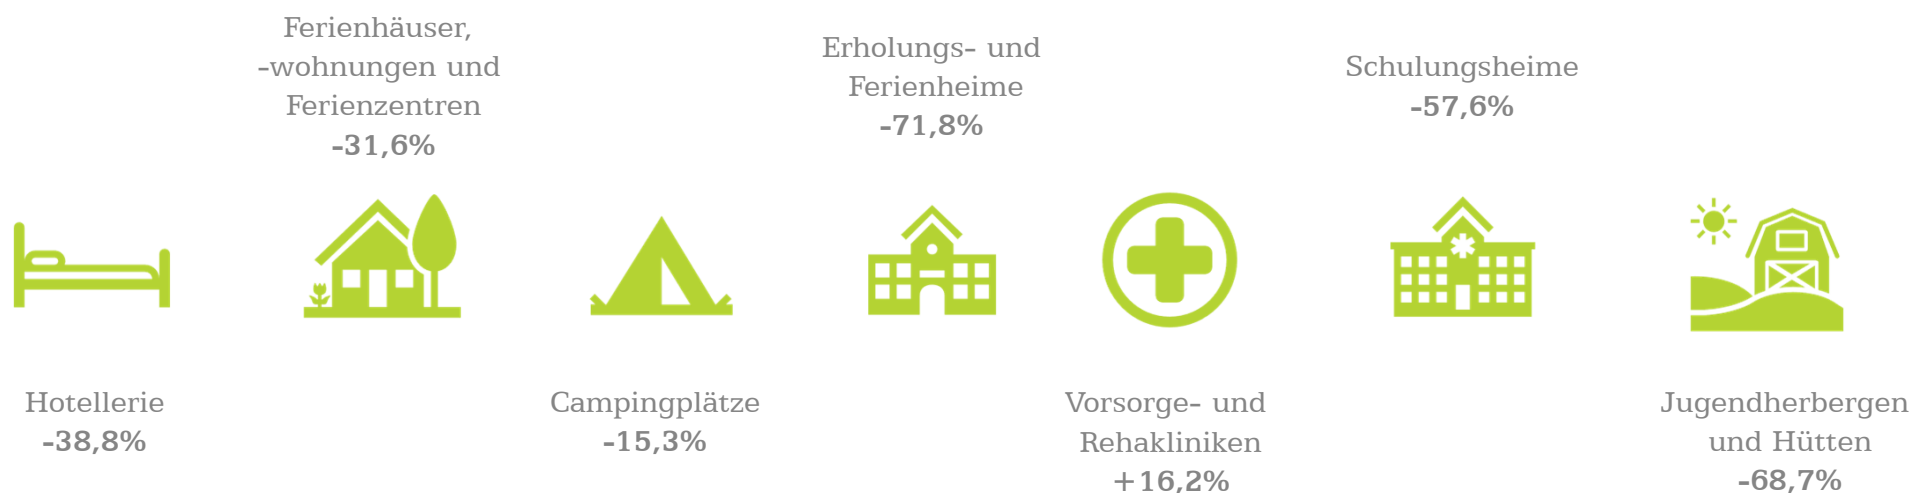 Hotellerie
-38,8%
Ferienhäuser,
-wohnungen und
Ferienzentren
-31,6%
Campingplätze
-15,3%
Erholungs- und
Ferienheime
-71,8%
Vorsorge- und
Rehakliniken
+16,2%
Schulungsheime
-57,6%
Jugendherbergen
und Hütten
-68,7%